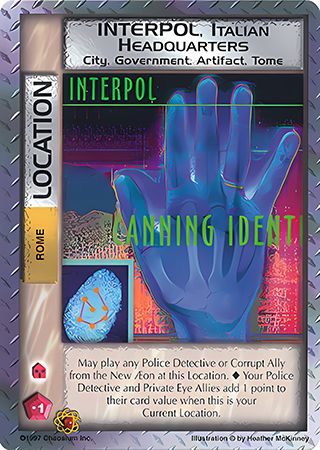 INTERPOL, Italian
Headquarters
City. Government. Artifact. Tome
LOCATION
ROME
INTERPOL
CANNING IDENTI
May play any Police Detective or Corrupt Ally
from the New Æon at this Location. ♦ Your Police
Detective and Private Eye Allies add 1 point to
their card value when this is your
Current Location.
-1
©1997 Chaosium Inc.
Illustration © by Heather McKinney